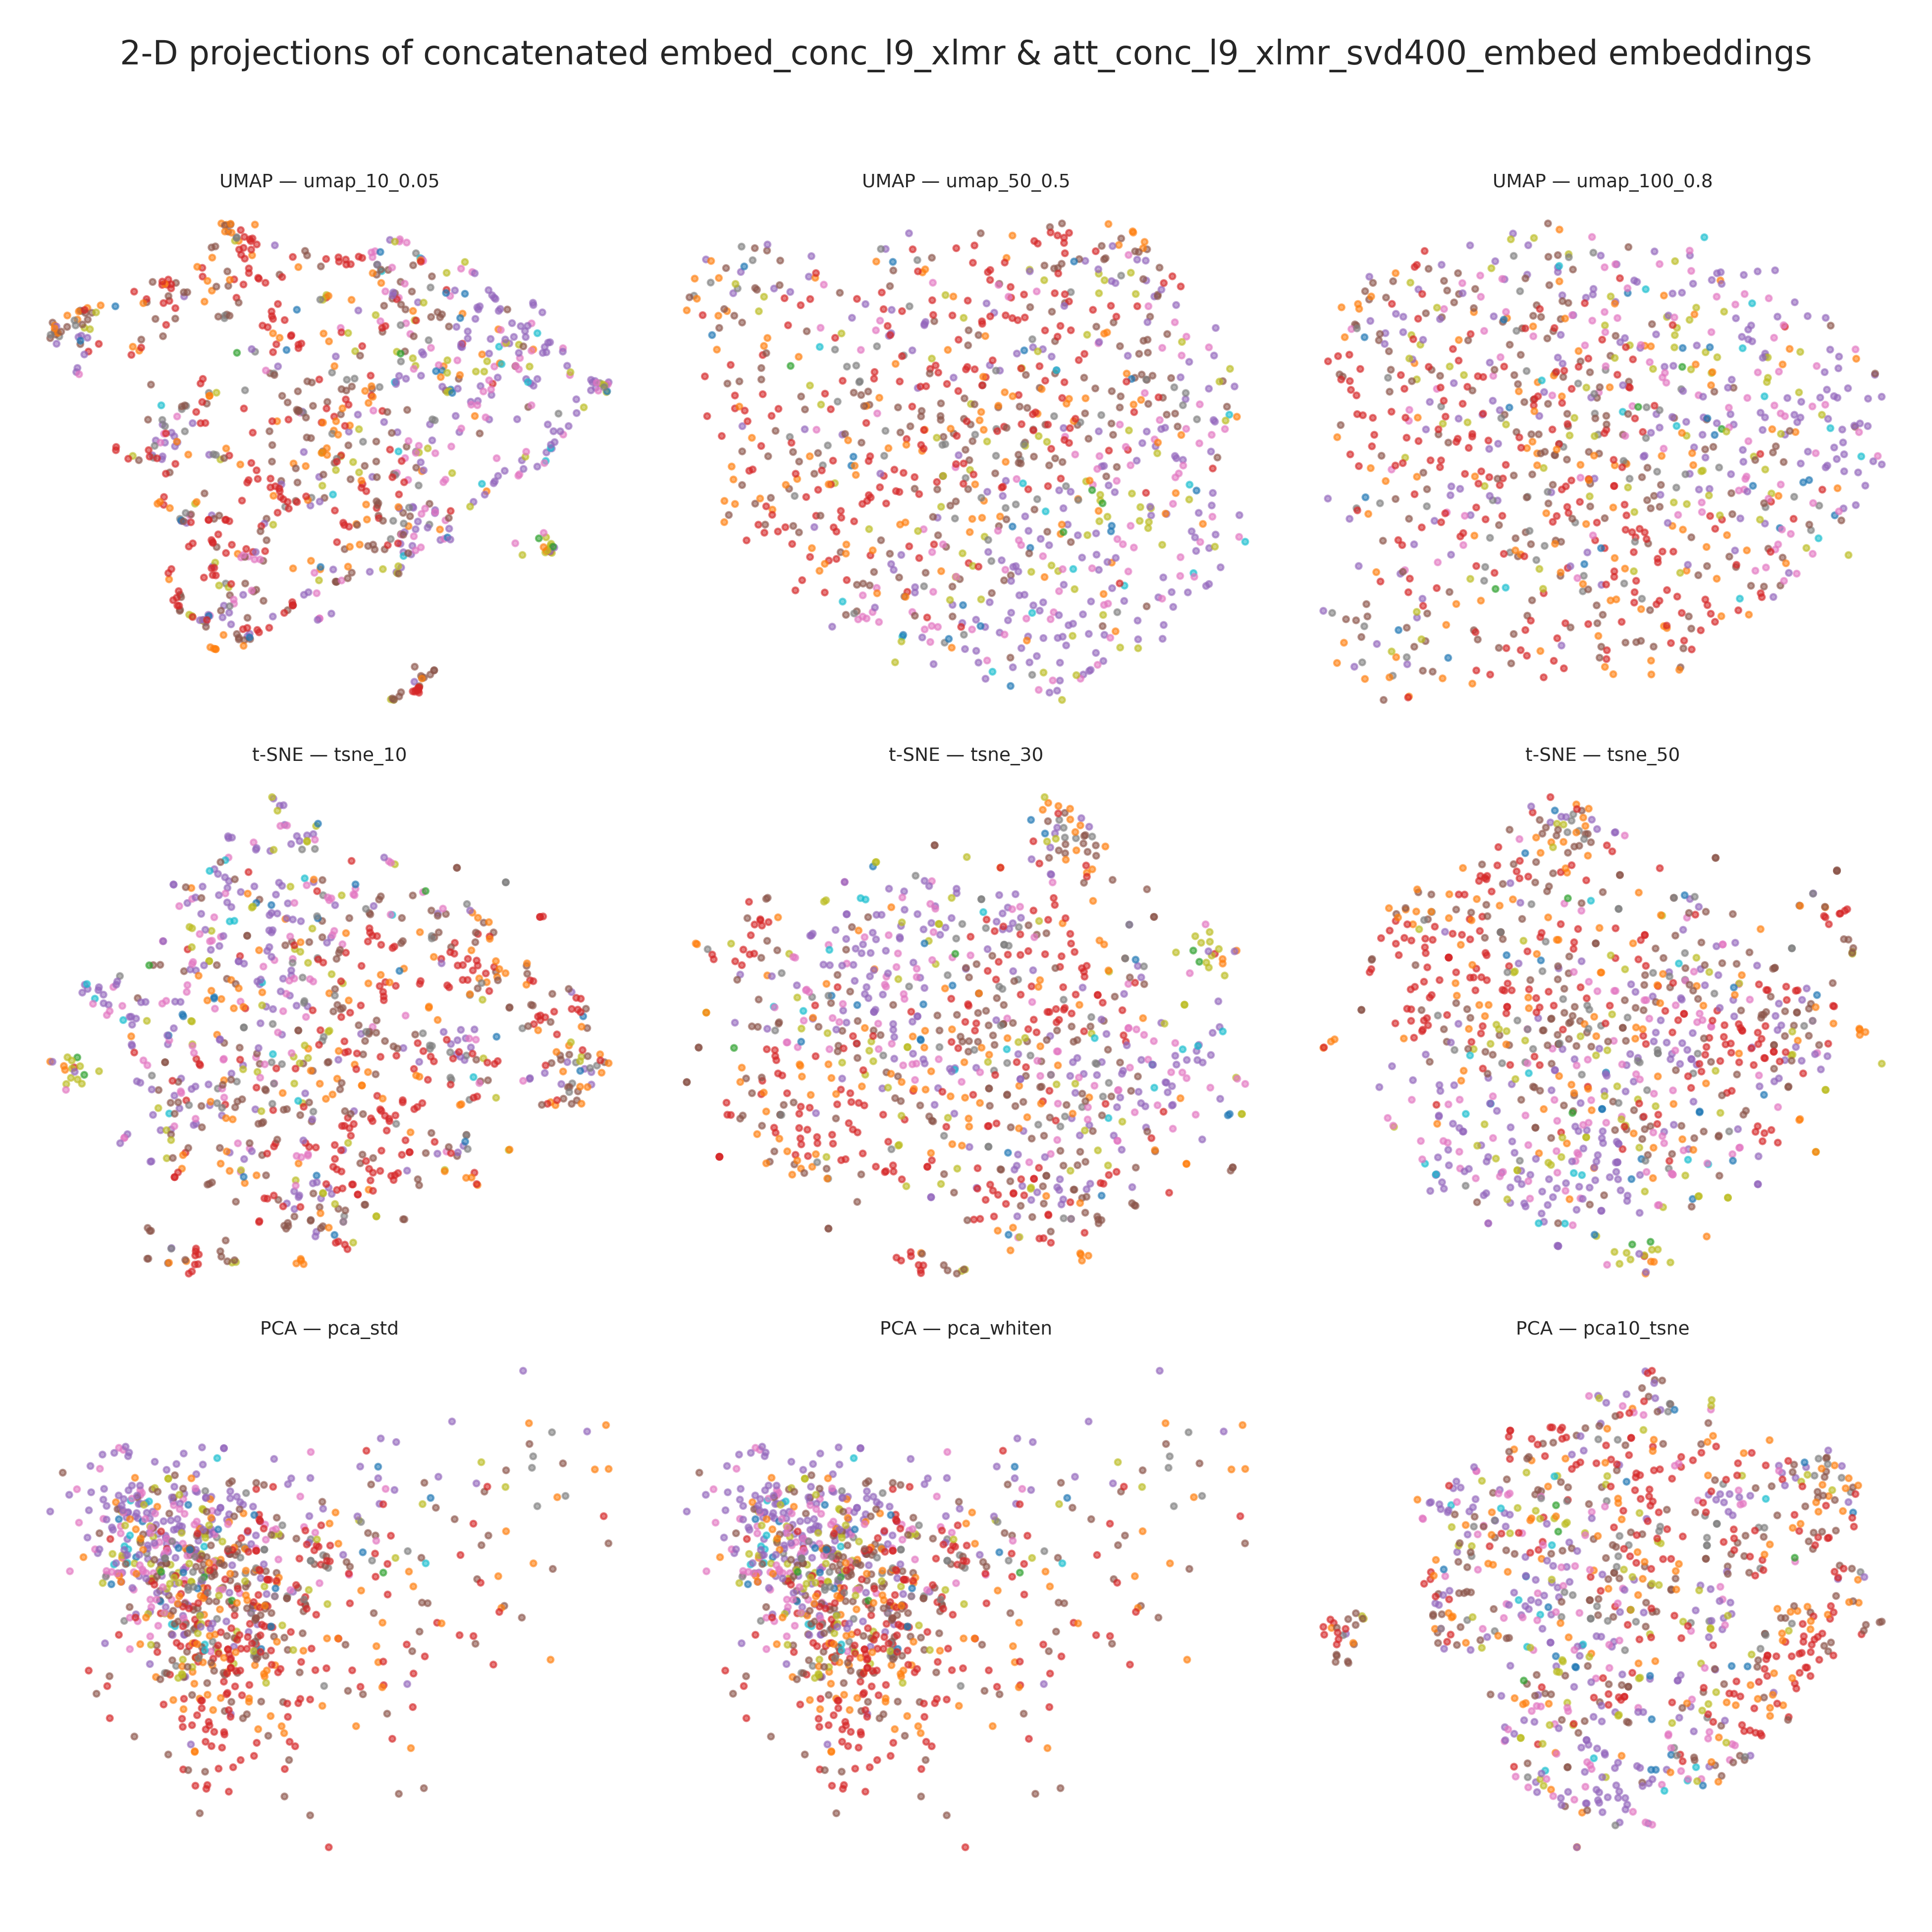 2-D projections of concatenated embed_conc_l9_xlmr & att_conc_l9_xlmr_svd400_embed embeddings
UMAP — umap_10_0.05
UMAP — umap_50_0.5
UMAP — umap_100_0.8
t-SNE — tsne_10
t-SNE — tsne_30
t-SNE — tsne_50
PCA — pca_std
PCA — pca_whiten
PCA — pca10_tsne